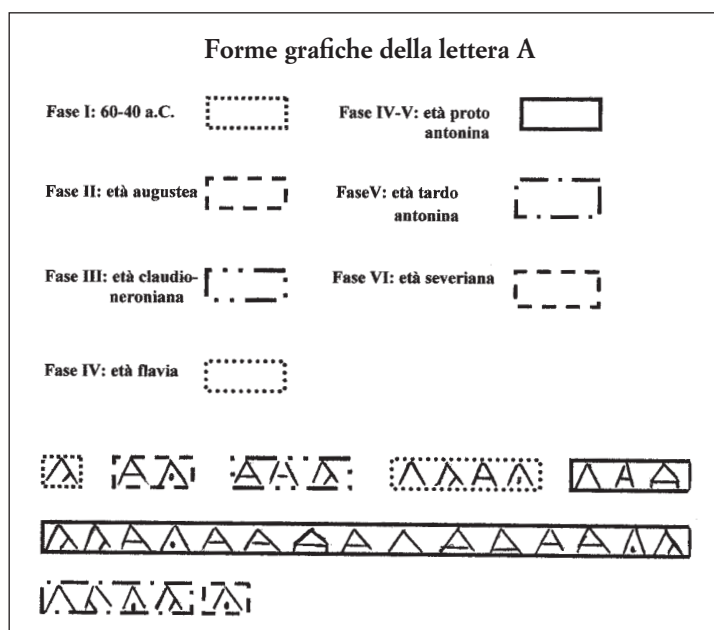 Forme grafiche della lettera A
Fase I: 60-40 a.C.
Fase IV-V: età proto
antonina
Fase II: età augustea
FaseV: età tardo
antonina
Fase III: età claudio-
neroniana
Fase VI: età severiana
Fase IV: età flavia